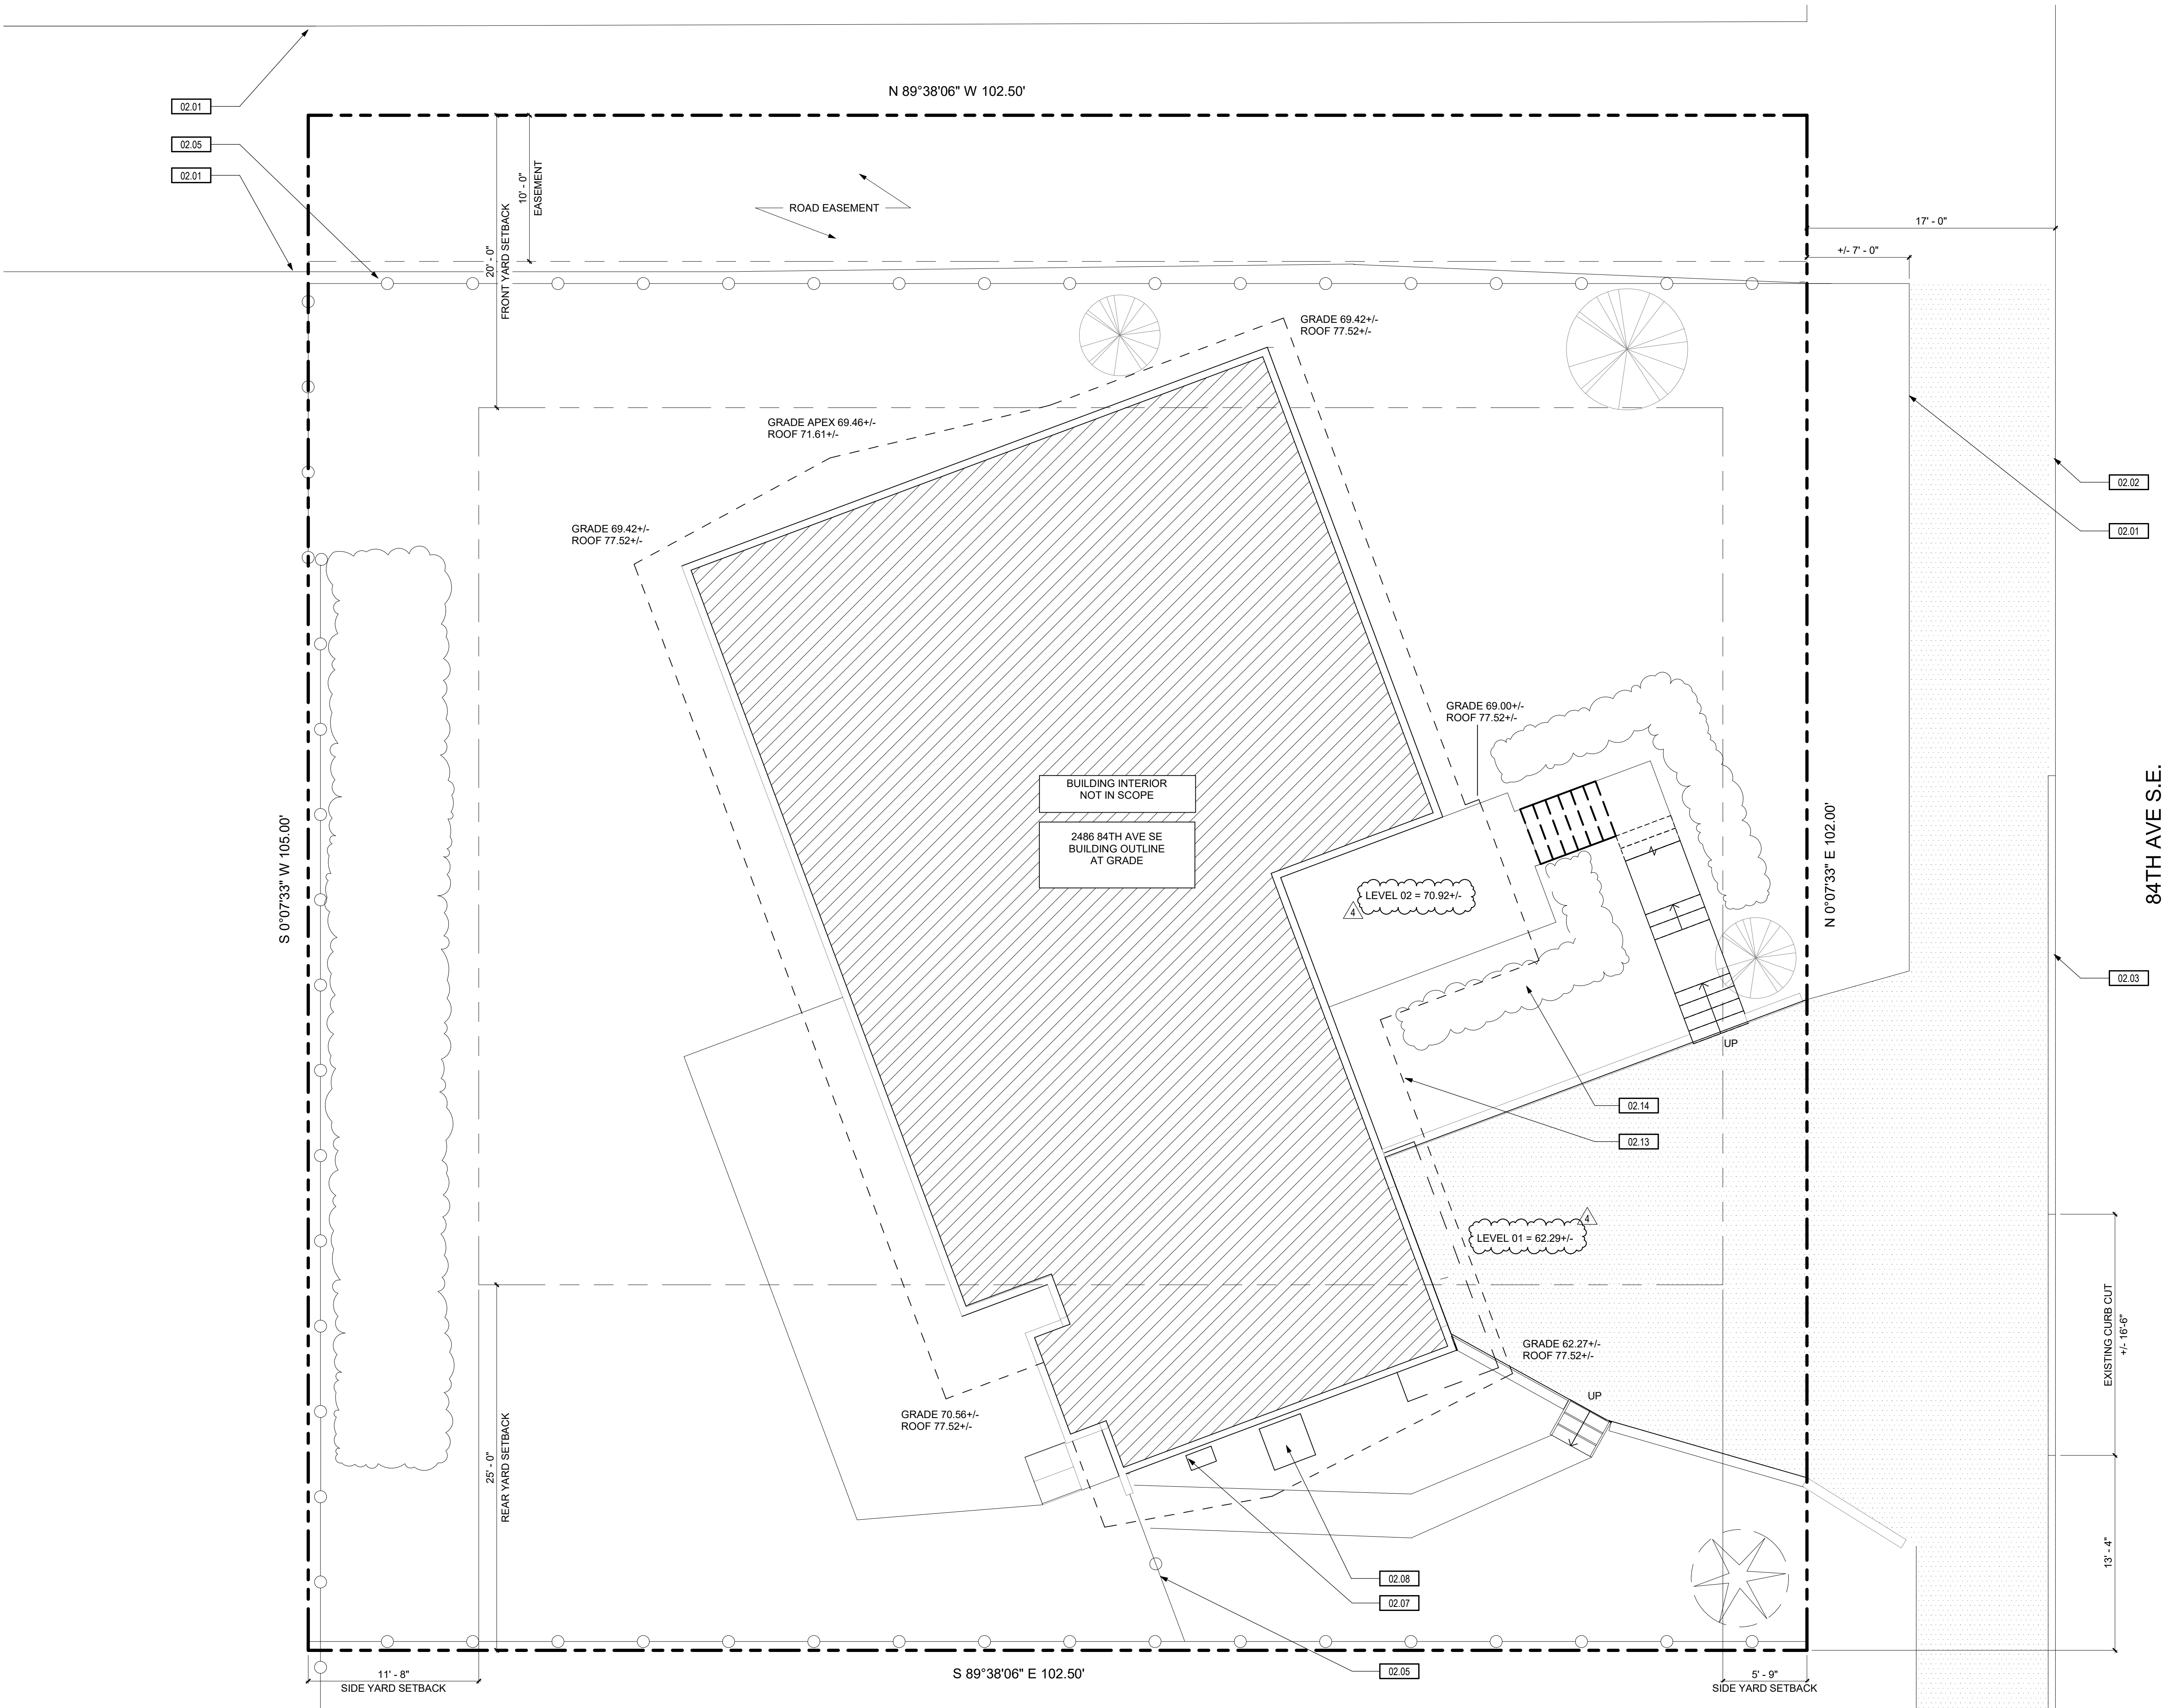 N 89°38'06" W 102.50'
02.01
02.05
02.01
10' - 0"
EASEMENT
20' - 0"
FRONT YARD SETBACK
ROAD EASEMENT
17' - 0"
+/- 7' - 0"
GRADE 69.42+/-
ROOF 77.52+/-
GRADE APEX 69.46+/-
ROOF 71.61+/-
02.02
02.01
GRADE 69.42+/-
ROOF 77.52+/-
GRADE 69.00+/-
ROOF 77.52+/-
BUILDING INTERIOR
NOT IN SCOPE
2486 84TH AVE SE
BUILDING OUTLINE
AT GRADE
S 0°07'33" W 105.00'
N 0°07'33" E 102.00'
84TH AVE S.E.
LEVEL 02 = 70.92+/-
4
02.03
UP
02.14
02.13
4
LEVEL 01 = 62.29+/-
EXISTING CURB CUT
+/- 16'-6"
GRADE 62.27+/-
ROOF 77.52+/-
UP
GRADE 70.56+/-
ROOF 77.52+/-
25' - 0"
REAR YARD SETBACK
13' - 4"
02.08
02.07
02.05
11' - 8"
SIDE YARD SETBACK
S 89°38'06" E 102.50'
5' - 9"
SIDE YARD SETBACK